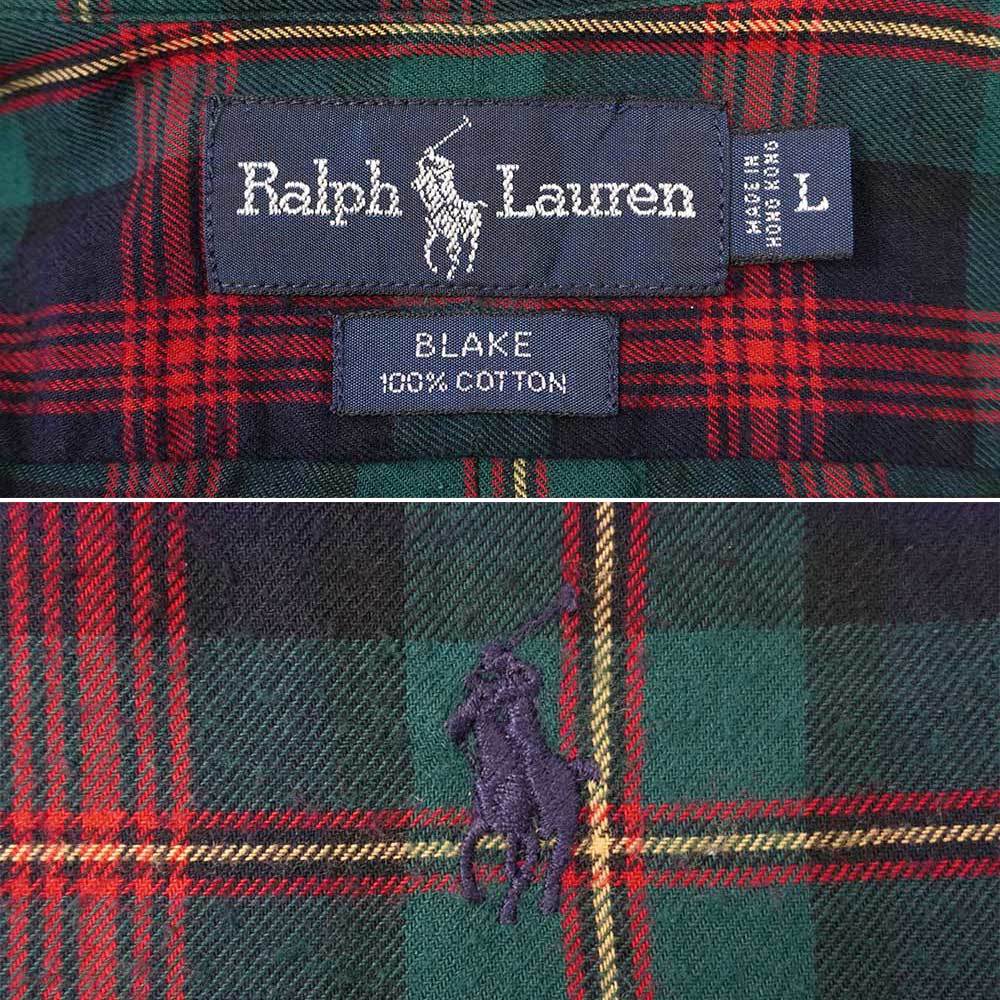 Ralph Lauren
MADE IN
HONG KONG
L
BLAKE
100% COTTON